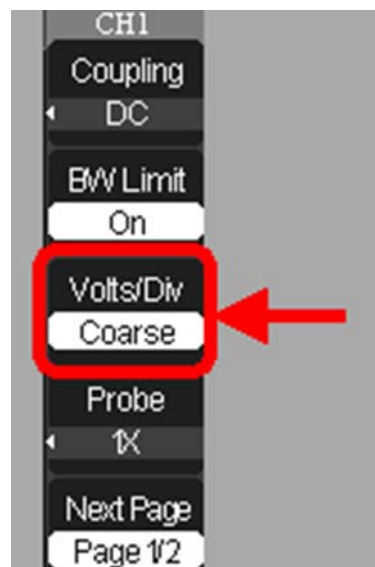 CH1
Coupling
DC
BW Limit
On
Volts/Div
Coarse
Probe
1X
Next Page
Page 1/2